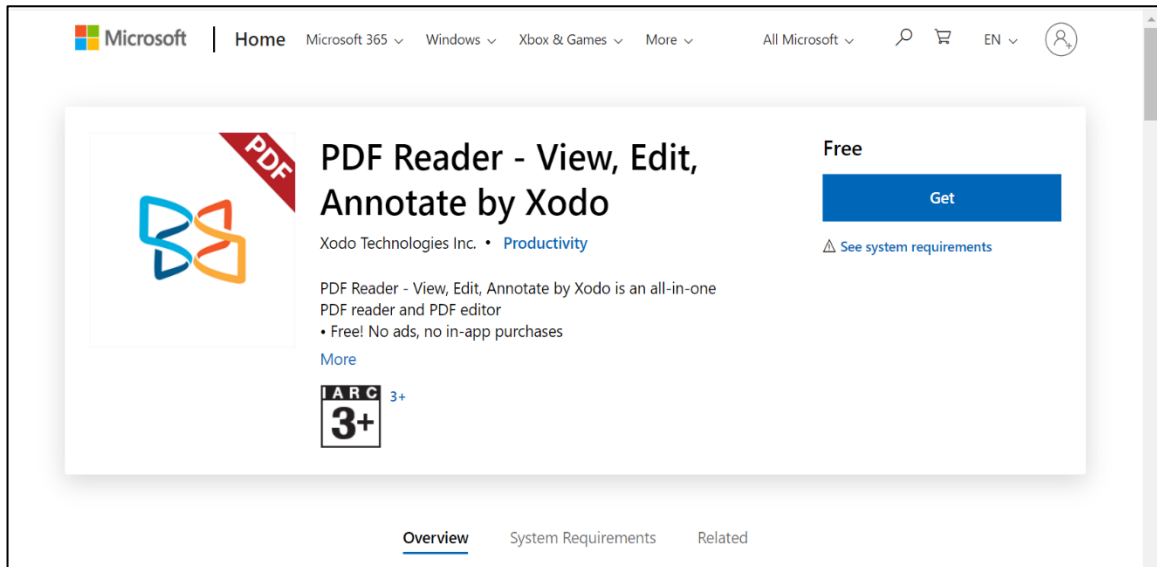 Microsoft Home Microsoft 365 Windows Xbox & Games More All Microsoft EN
PDF
PDF Reader - View, Edit,
Annotate by Xodo
Xodo Technologies Inc. • Productivity
PDF Reader - View, Edit, Annotate by Xodo is an all-in-one
PDF reader and PDF editor
• Free! No ads, no in-app purchases
More
IARC
3+
3+
Free
Get
See system requirements
Overview System Requirements Related